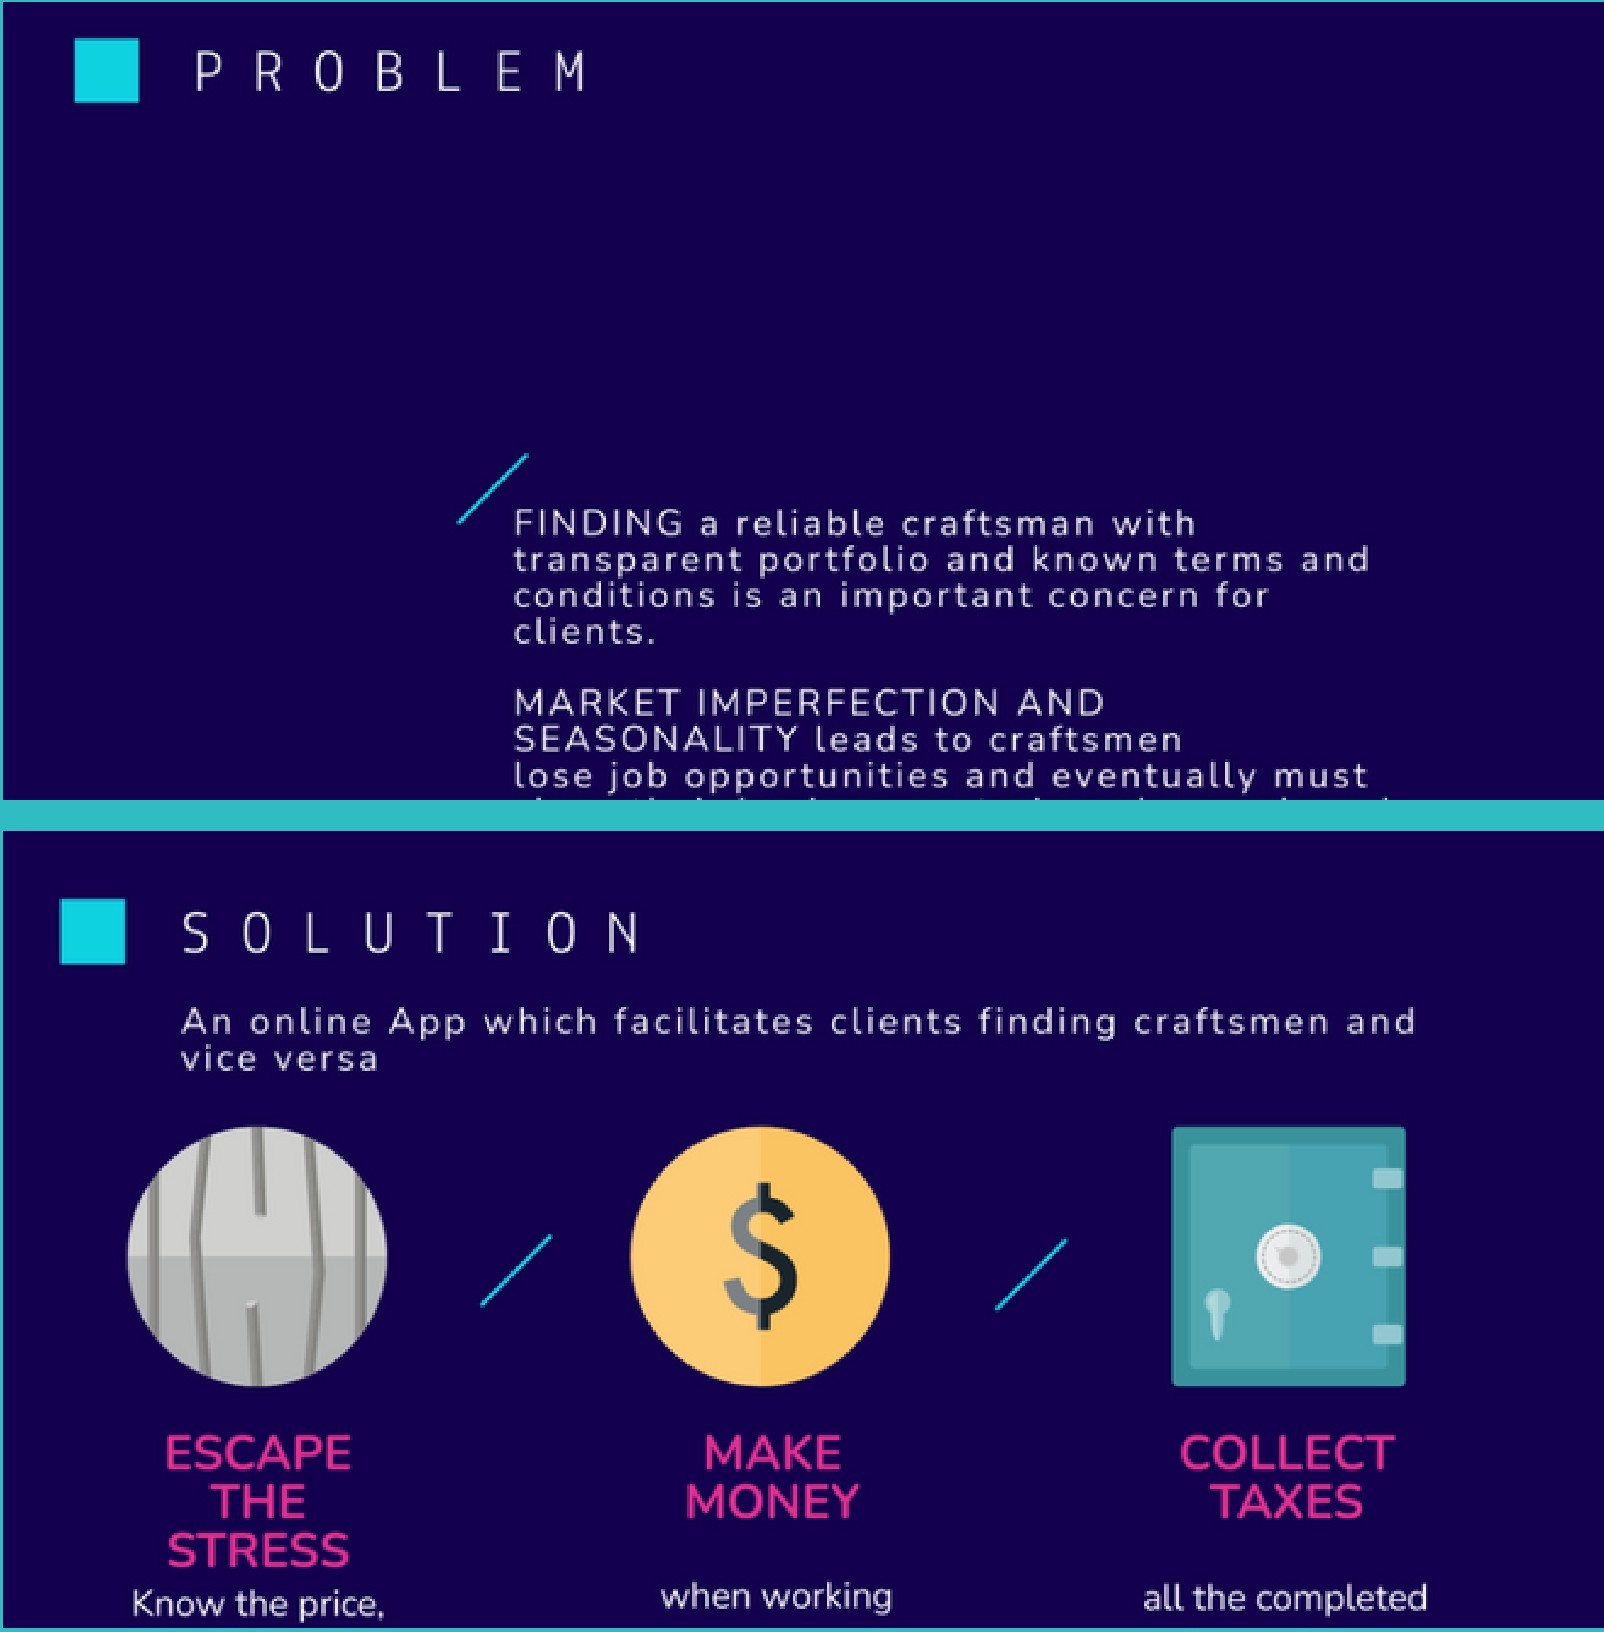 PROBLEM
FINDING a reliable craftsman with
transparent portfolio and known terms and
conditions is an important concern for
clients.
MARKET IMPERFECTION AND
SEASONALITY leads to craftsmen
lose job opportunities and eventually must
SOLUTION
An online App which facilitates clients finding craftsmen and
vice versa
ESCAPE
THE
STRESS
Know the price,
MAKE
MONEY
when working
COLLECT
TAXES
all the completed